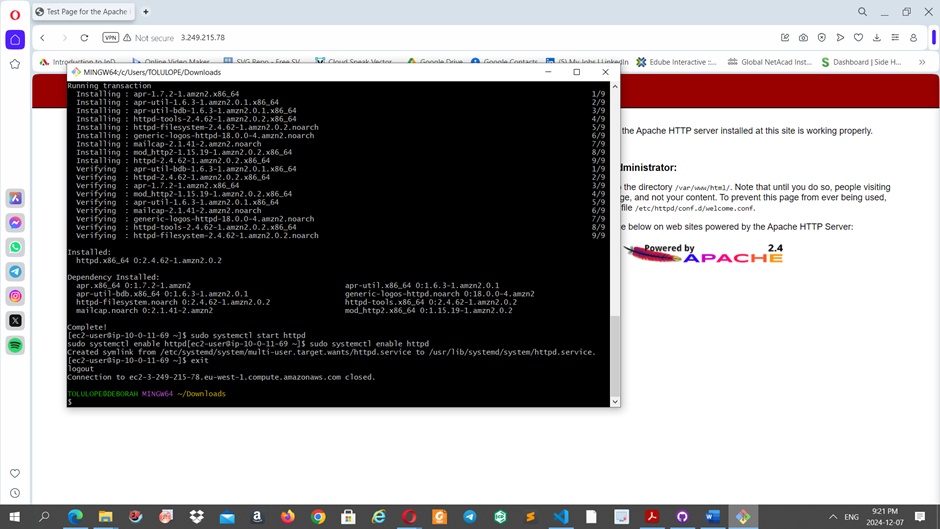 Test Page for the Apache
VPN
Not secure
3.249.215.78
Introduction to InD
Online Video Maker
SVG Repo - Free SV
Cloud Sneak Vector
Google Drive
Google Contacts
(5) My Jobs | LinkedIn
Edube Interactive ::...
Global NetAcad Inst...
Dashboard | Side H...
MINGW64:/c/Users/TOLULOPE/Downloads
Running transaction
Installing : apr-1.7.2-1.amzn2.x86_64 1/9
Installing : apr-util-1.6.3-1.amzn2.0.1.x86_64 2/9
Installing : apr-util-bdb-1.6.3-1.amzn2.0.1.x86_64 3/9
Installing : httpd-tools-2.4.62-1.amzn2.0.2.x86_64 4/9
Installing : httpd-filesystem-2.4.62-1.amzn2.0.2.noarch 5/9
Installing : generic-logos-httpd-18.0.0-4.amzn2.noarch 6/9
Installing : mailcap-2.1.41-2.amzn2.noarch 7/9
Installing : mod_http2-1.15.19-1.amzn2.0.2.x86_64 8/9
Installing : httpd-2.4.62-1.amzn2.0.2.x86_64 9/9
Verifying : apr-util-bdb-1.6.3-1.amzn2.0.1.x86_64 1/9
Verifying : httpd-2.4.62-1.amzn2.0.2.x86_64 2/9
Verifying : apr-1.7.2-1.amzn2.x86_64 3/9
Verifying : mod_http2-1.15.19-1.amzn2.0.2.x86_64 4/9
Verifying : apr-util-1.6.3-1.amzn2.0.1.x86_64 5/9
Verifying : mailcap-2.1.41-2.amzn2.noarch 6/9
Verifying : generic-logos-httpd-18.0.0-4.amzn2.noarch 7/9
Verifying : httpd-tools-2.4.62-1.amzn2.0.2.x86_64 8/9
Verifying : httpd-filesystem-2.4.62-1.amzn2.0.2.noarch 9/9
Installed:
httpd.x86_64 0:2.4.62-1.amzn2.0.2
Dependency Installed:
apr.x86_64 0:1.7.2-1.amzn2 apr-util.x86_64 0:1.6.3-1.amzn2.0.1
apr-util-bdb.x86_64 0:1.6.3-1.amzn2.0.1 generic-logos-httpd.noarch 0:18.0.0-4.amzn2
httpd-filesystem.noarch 0:2.4.62-1.amzn2.0.2 httpd-tools.x86_64 0:2.4.62-1.amzn2.0.2
mailcap.noarch 0:2.1.41-2.amzn2 mod_http2.x86_64 0:1.15.19-1.amzn2.0.2
Complete!
[ec2-user@ip-10-0-11-69 ~]$ sudo systemctl start httpd
sudo systemctl enable httpd[ec2-user@ip-10-0-11-69 ~]$ sudo systemctl enable httpd
Created symlink from /etc/systemd/system/multi-user.target.wants/httpd.service to /usr/lib/systemd/system/httpd.service.
[ec2-user@ip-10-0-11-69 ~]$ exit
logout
Connection to ec2-3-249-215-78.eu-west-1.compute.amazonaws.com closed.
TOLULOPE@DEBORAH MINGW64 ~/Downloads
$
the Apache HTTP server installed at this site is working properly.
dministrator:
the directory /var/www/html/. Note that until you do so, people visiting
ge, and not your content. To prevent this page from ever being used,
file /etc/httpd/conf.d/welcome.conf.
e below on web sites powered by the Apache HTTP Server:
Powered by 2.4
APACHE
ENG
9:21 PM
2024-12-07